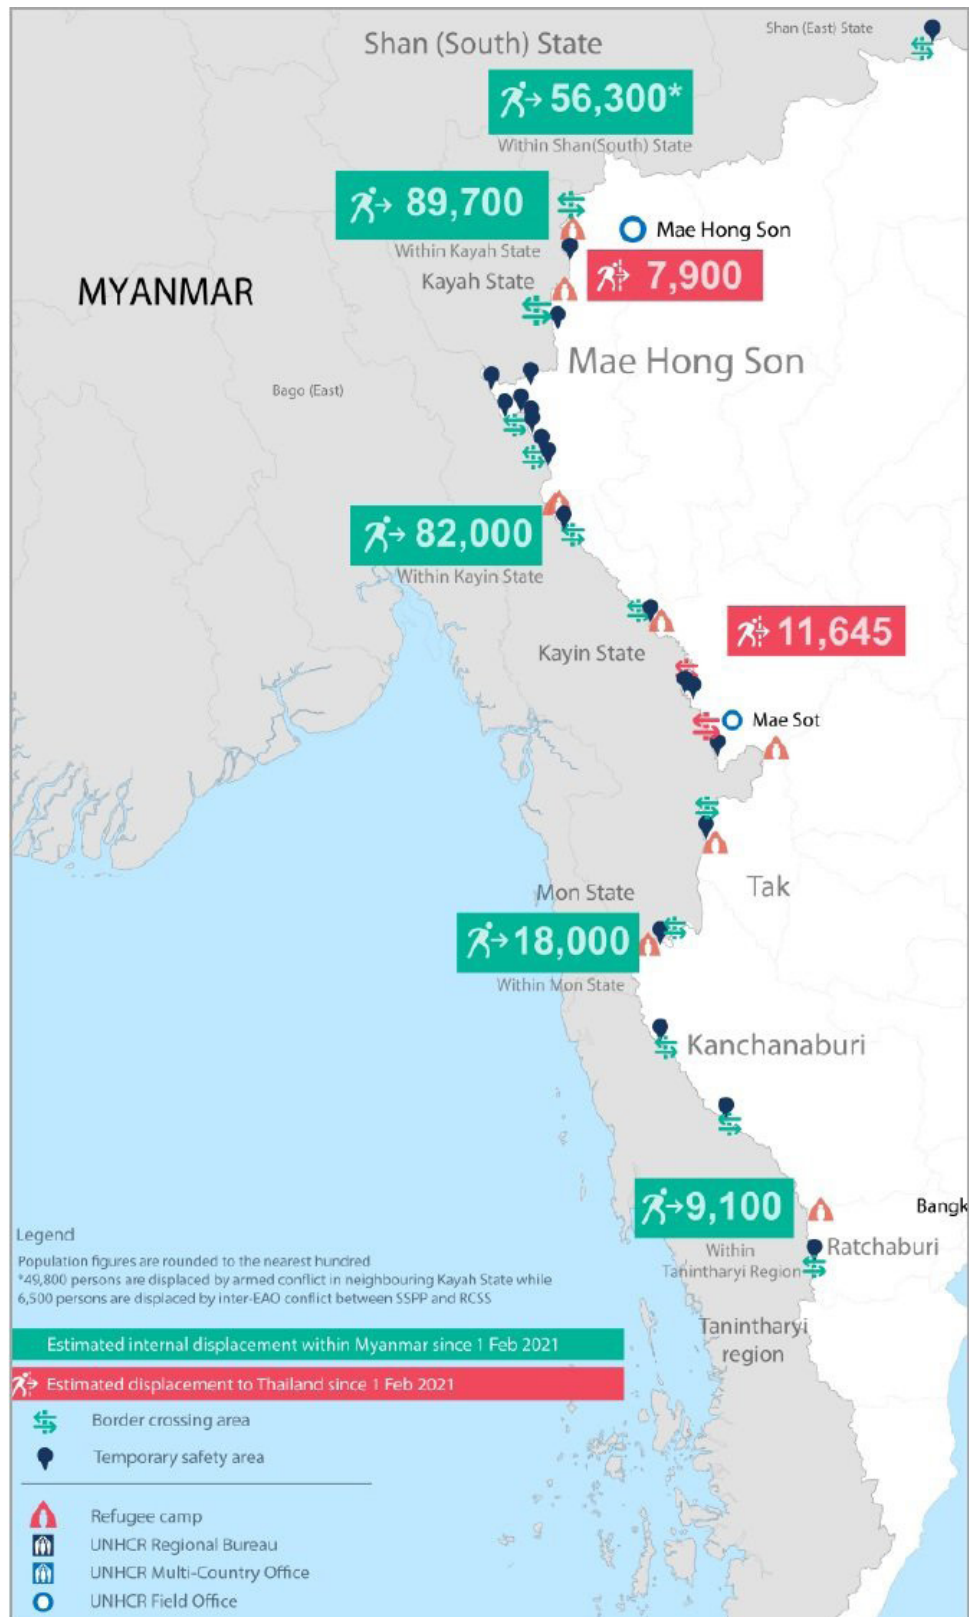 Shan (East) State
Shan (South) State
56,300*
Within Shan(South) State
89,700
Within Kayah State
Mae Hong Son
7,900
Kayah State
MYANMAR
Mae Hong Son
Bago (East)
82,000
Within Kayin State
11,645
Kayin State
Mae Sot
Tak
Mon State
18,000
Within Mon State
Kanchanaburi
9,100
Bangk
Within
Tanintharyi Region
Ratchaburi
Tanintharyi
region
Legend
Population figures are rounded to the nearest hundred
*49,800 persons are displaced by armed conflict in neighbouring Kayah State while
6,500 persons are displaced by inter-EAO conflict between SSPP and RCSS
Estimated internal displacement within Myanmar since 1 Feb 2021
Estimated displacement to Thailand since 1 Feb 2021
Border crossing area
Temporary safety area
Refugee camp
UNHCR Regional Bureau
UNHCR Multi-Country Office
UNHCR Field Office